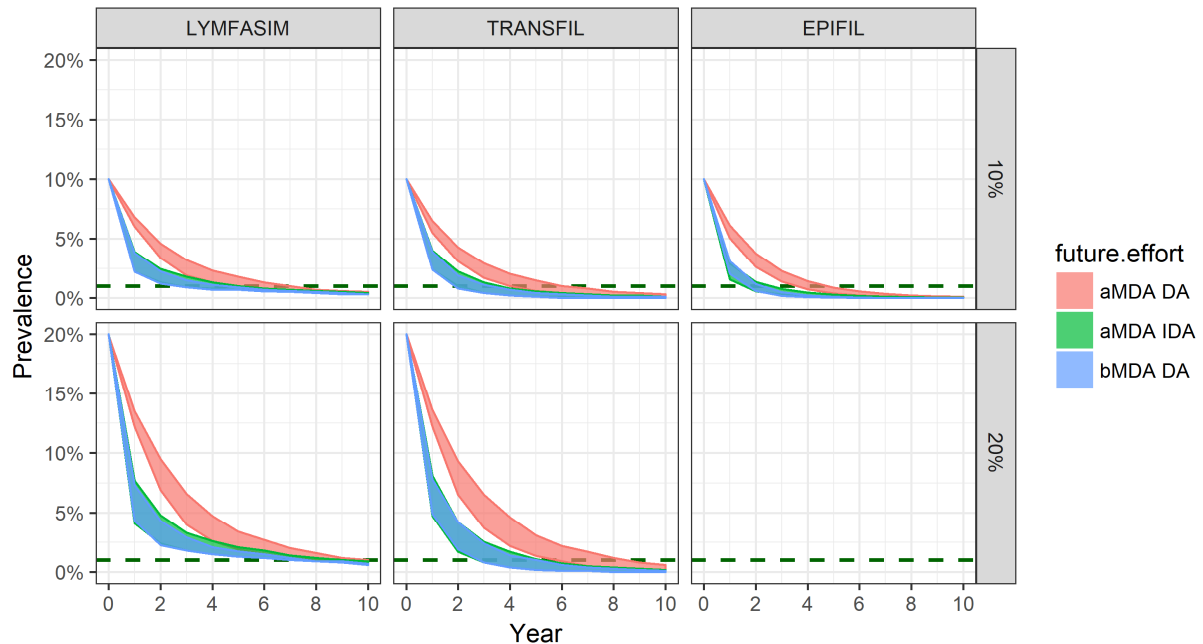 LYMFASIM TRANSFIL EPIFIL
20%
15%
10%
5%
0%
10%
20%
15%
10%
5%
0%
20%
Prevalence
0 2 4 6 8 10 0 2 4 6 8 10 0 2 4 6 8 10
Year
future.effort
aMDA DA
aMDA IDA
bMDA DA